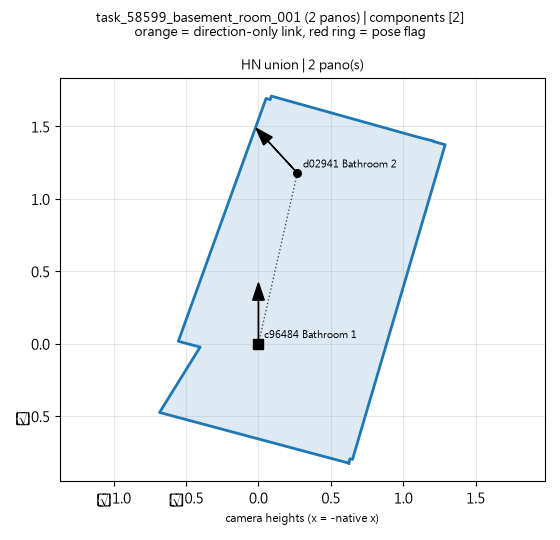 task_58599_basement_room_001 (2 panos) | components [2]
orange = direction-only link, red ring = pose flag
HN union | 2 pano(s)
1.5
1.0
0.5
0.0
0.5
d02941 Bathroom 2
c96484 Bathroom 1
1.0 0.5 0.0 0.5 1.0 1.5
camera heights (x = -native x)